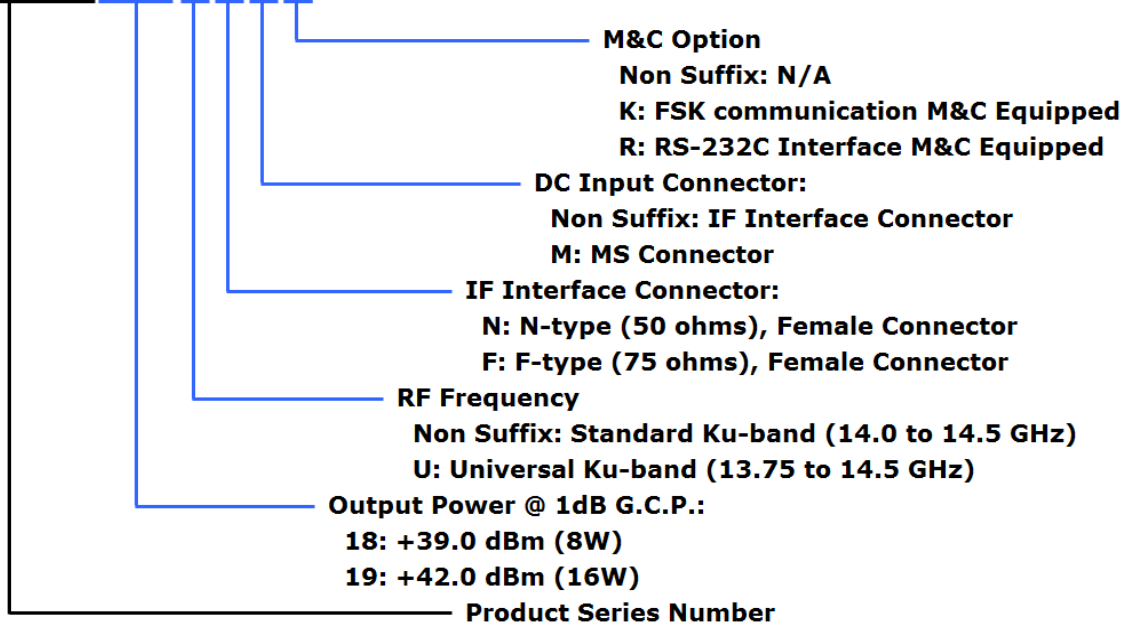 M&C Option
Non Suffix: N/A
K: FSK communication M&C Equipped
R: RS-232C Interface M&C Equipped
DC Input Connector:
Non Suffix: IF Interface Connector
M: MS Connector
IF Interface Connector:
N: N-type (50 ohms), Female Connector
F: F-type (75 ohms), Female Connector
RF Frequency
Non Suffix: Standard Ku-band (14.0 to 14.5 GHz)
U: Universal Ku-band (13.75 to 14.5 GHz)
Output Power @ 1dB G.C.P.:
18: +39.0 dBm (8W)
19: +42.0 dBm (16W)
Product Series Number